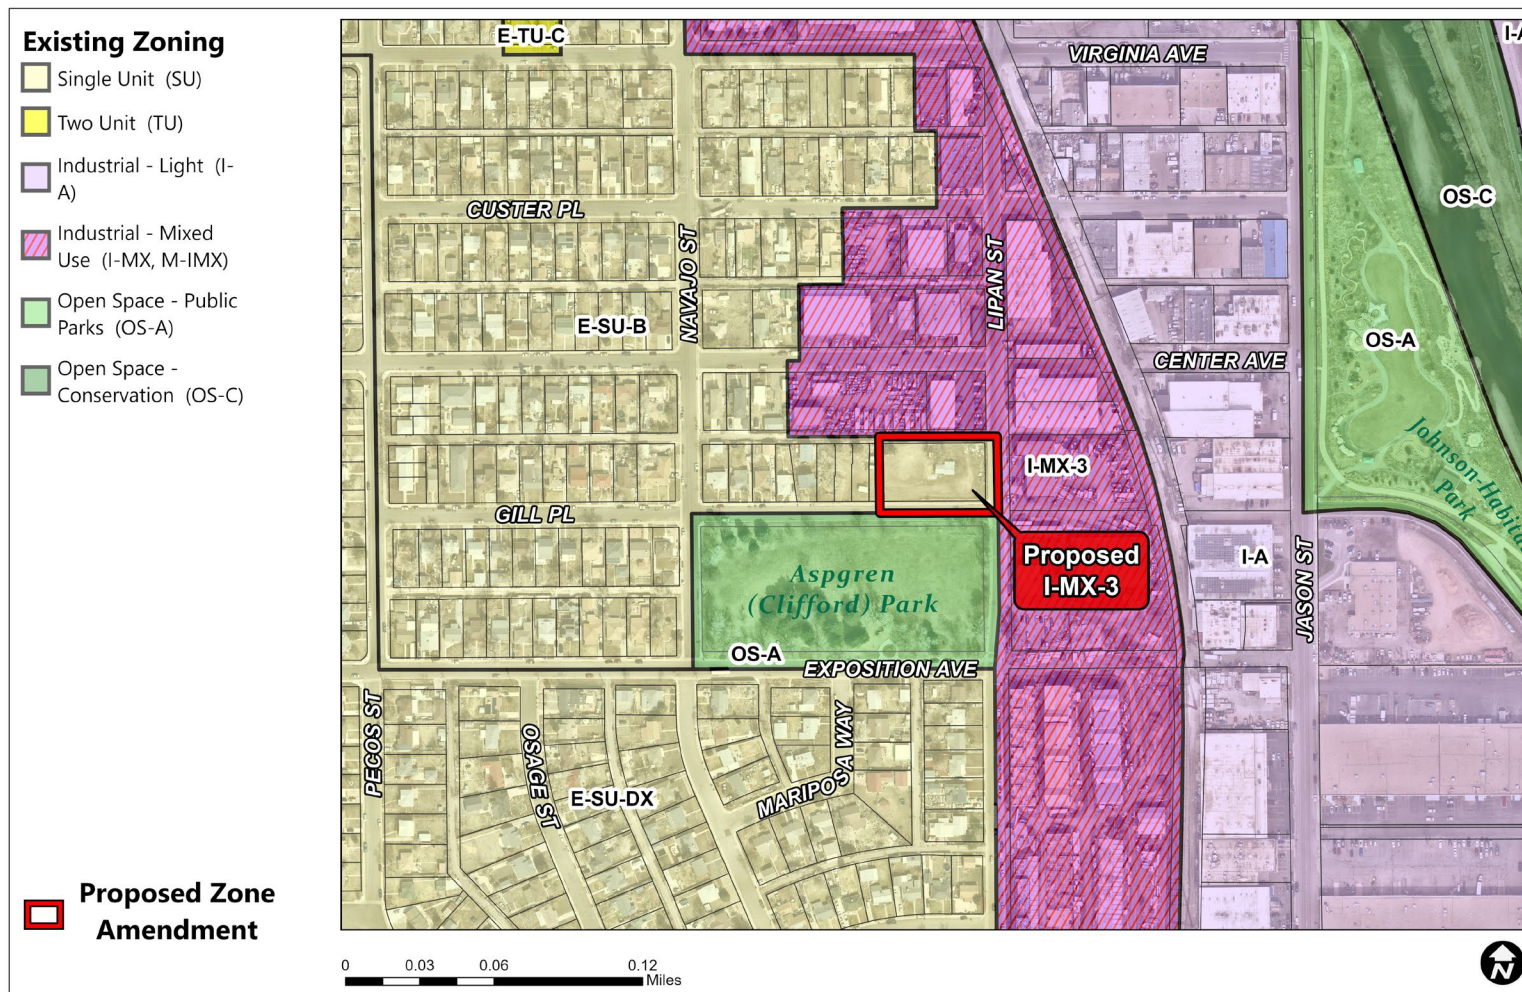 Existing Zoning
Single Unit (SU)
Two Unit (TU)
Industrial - Light (I-
A)
Industrial - Mixed
Use (I-MX, M-IMX)
Open Space - Public
Parks (OS-A)
Open Space -
Conservation (OS-C)
Proposed Zone
Amendment
E-TU-C
VIRGINIA AVE
I-A
CUSTER PL
NAVAJO ST
LIPAN ST
OS-C
E-SU-B
OS-A
CENTER AVE
Johnson-Habita
Park
I-MX-3
GILL PL
Proposed
I-MX-3
I-A
JASON ST
Aspgren
(Clifford) Park
OS-A
EXPOSITION AVE
PECOS ST
OSAGE ST
MARIPOSA WAY
E-SU-DX
0 0.03 0.06 0.12
Miles
N